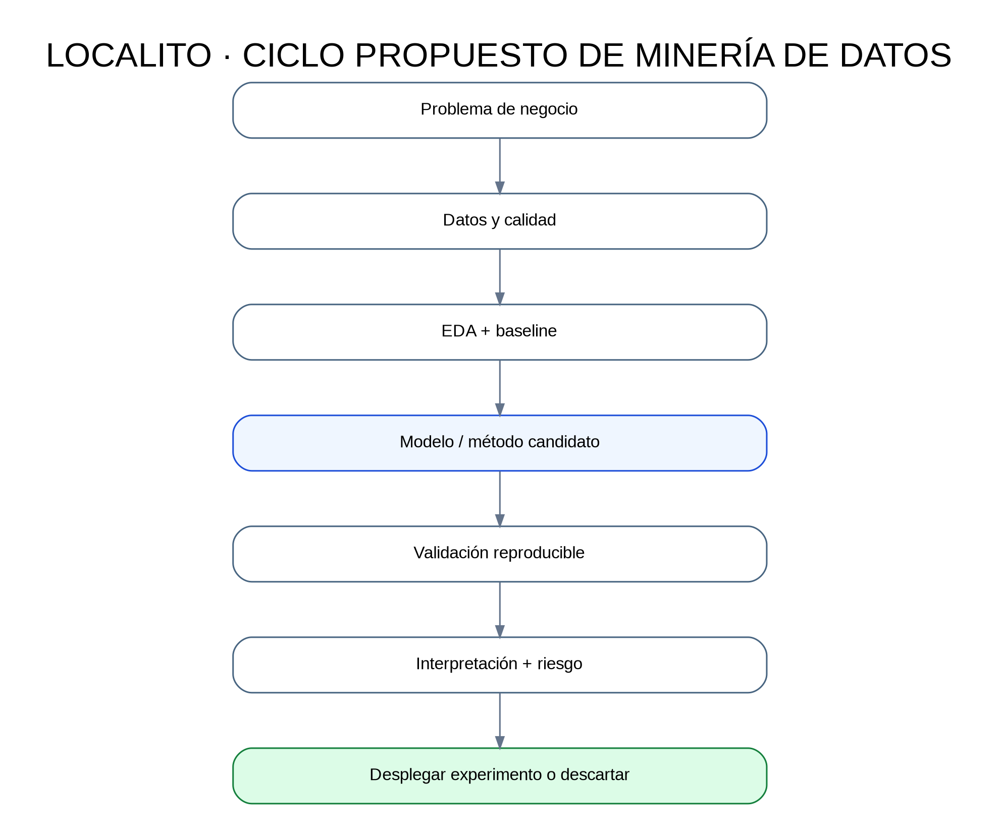 LOCALITO · CICLO PROPUESTO DE MINERÍA DE DATOS
Problema de negocio
Datos y calidad
EDA + baseline
Modelo / método candidato
Validación reproducible
Interpretación + riesgo
Desplegar experimento o descartar